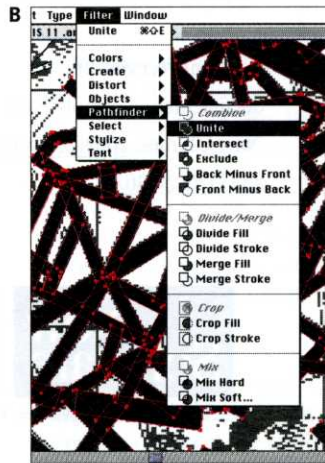 B
t Type Filter Window
IS 11 .a
Unite ⌘⇧E
Colors
Create
Distort
Objects
Pathfinder
Select
Stylize
Text
Combine
Unite
Intersect
Exclude
Back Minus Front
Front Minus Back
Divide/Merge
Divide Fill
Divide Stroke
Merge Fill
Merge Stroke
Crop
Crop Fill
Crop Stroke
Mix
Mix Hard
Mix Soft...